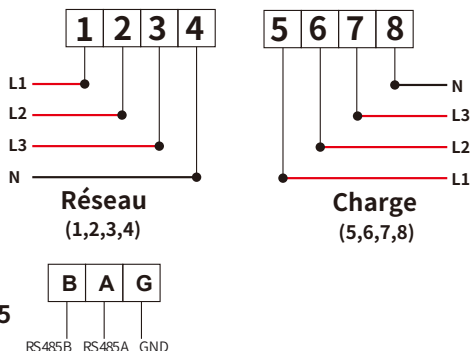 1 2 3 4
L1
L2
L3
N
Réseau
(1,2,3,4)
5 6 7 8
N
L3
L2
L1
Charge
(5,6,7,8)
B A G
5
RS485B RS485A GND